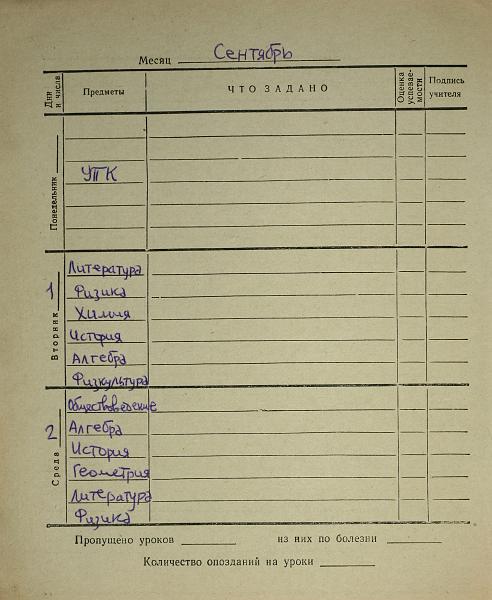 Месяц Сентябрь
Дни и числа Предметы ЧТО ЗАДАНО Оценка успевае-мости Подпись учителя
Понедельник
УПК
1 Вторник
Литература
Физика
Химия
История
Алгебра
Физкультура
2 Среда
Обществоведение
Алгебра
История
Геометрия
Литература
Физика
Пропущено уроков из них по болезни
Количество опозданий на уроки